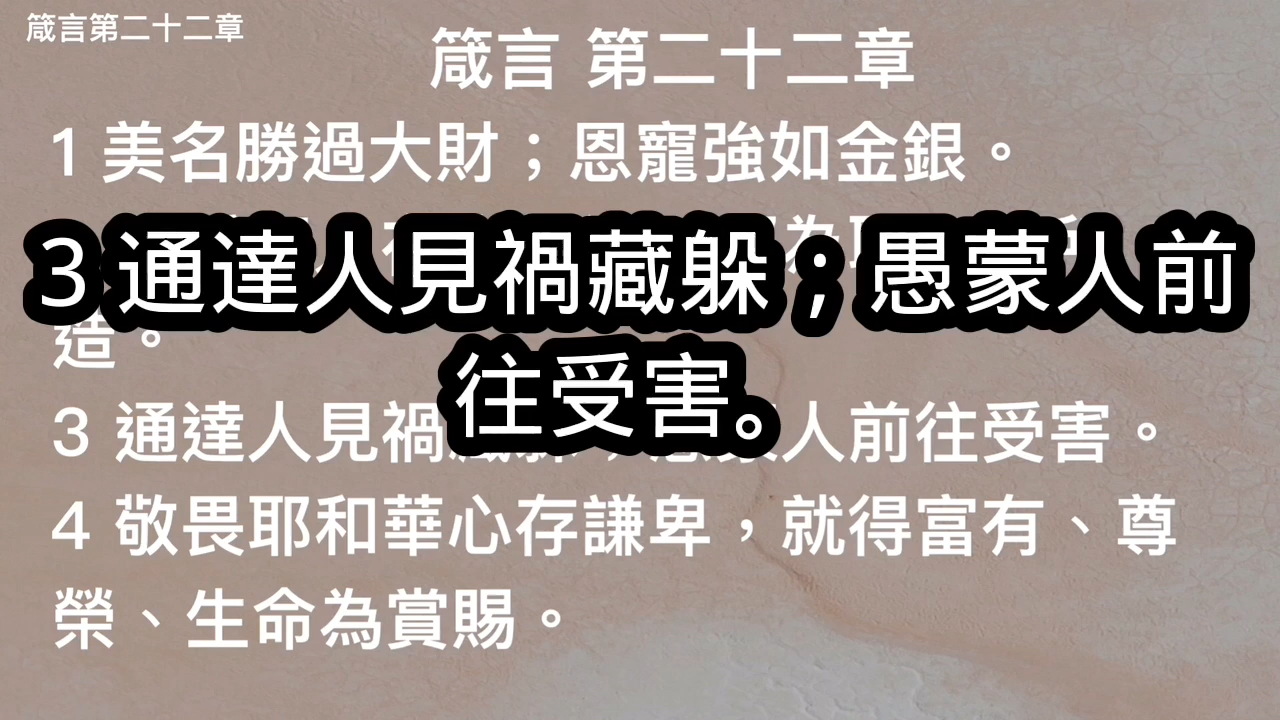 箴言第二十二章
箴言 第二十二章
1 美名勝過大財；恩寵強如金銀。
3 通達人見禍藏躲；愚蒙人前
往受害。
造。
3 通達人見禍人前往受害。
4 敬畏耶和華心存謙卑，就得富有、尊
榮、生命為賞賜。